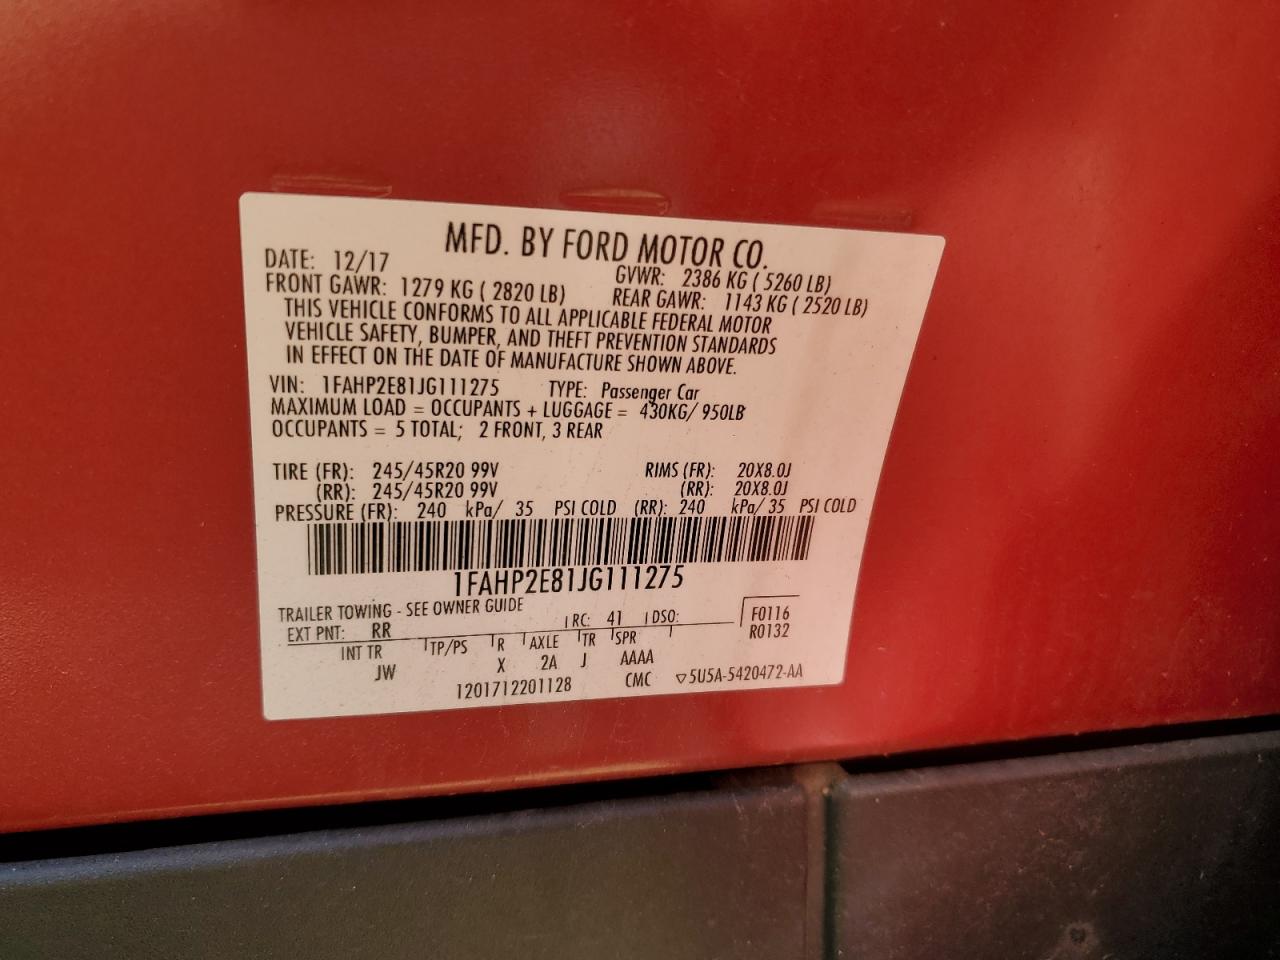 MFD. BY FORD MOTOR CO.
DATE: 12/17 GVWR: 2386 KG ( 5260 LB)
FRONT GAWR: 1279 KG ( 2820 LB) REAR GAWR: 1143 KG ( 2520 LB)
THIS VEHICLE CONFORMS TO ALL APPLICABLE FEDERAL MOTOR
VEHICLE SAFETY, BUMPER, AND THEFT PREVENTION STANDARDS
IN EFFECT ON THE DATE OF MANUFACTURE SHOWN ABOVE.
VIN: 1FAHP2E81JG111275 TYPE: Passenger Car
MAXIMUM LOAD = OCCUPANTS + LUGGAGE = 430KG/ 950LB
OCCUPANTS = 5 TOTAL; 2 FRONT, 3 REAR
TIRE (FR): 245/45R20 99V RIMS (FR): 20X8.0J
(RR): 245/45R20 99V (RR): 20X8.0J
PRESSURE (FR): 240 kPa/ 35 PSI COLD (RR): 240 kPa/ 35 PSI COLD
1FAHP2E81JG111275
TRAILER TOWING - SEE OWNER GUIDE
EXT PNT: RR RC: 41 DSO: F0116
R0132
INT TR TP/PS R AXLE TR SPR
JW X 2A J AAAA
1201712201128 CMC ▽5U5A-5420472-AA